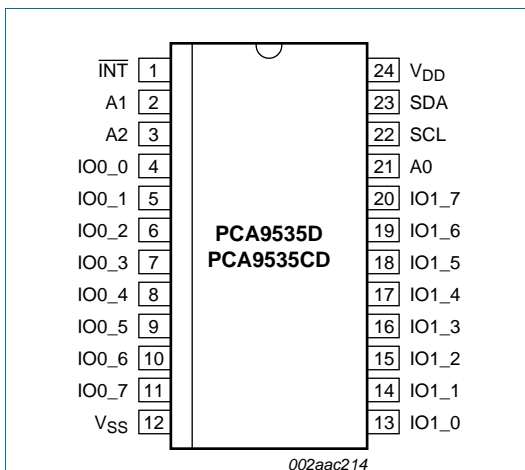 INT 1 24 VDD
A1 2 23 SDA
A2 3 22 SCL
IO0_0 4 21 A0
IO0_1 5 20 IO1_7
IO0_2 6 19 IO1_6
IO0_3 7 18 IO1_5
IO0_4 8 17 IO1_4
IO0_5 9 16 IO1_3
IO0_6 10 15 IO1_2
IO0_7 11 14 IO1_1
VSS 12 13 IO1_0
PCA9535D
PCA9535CD
002aac214